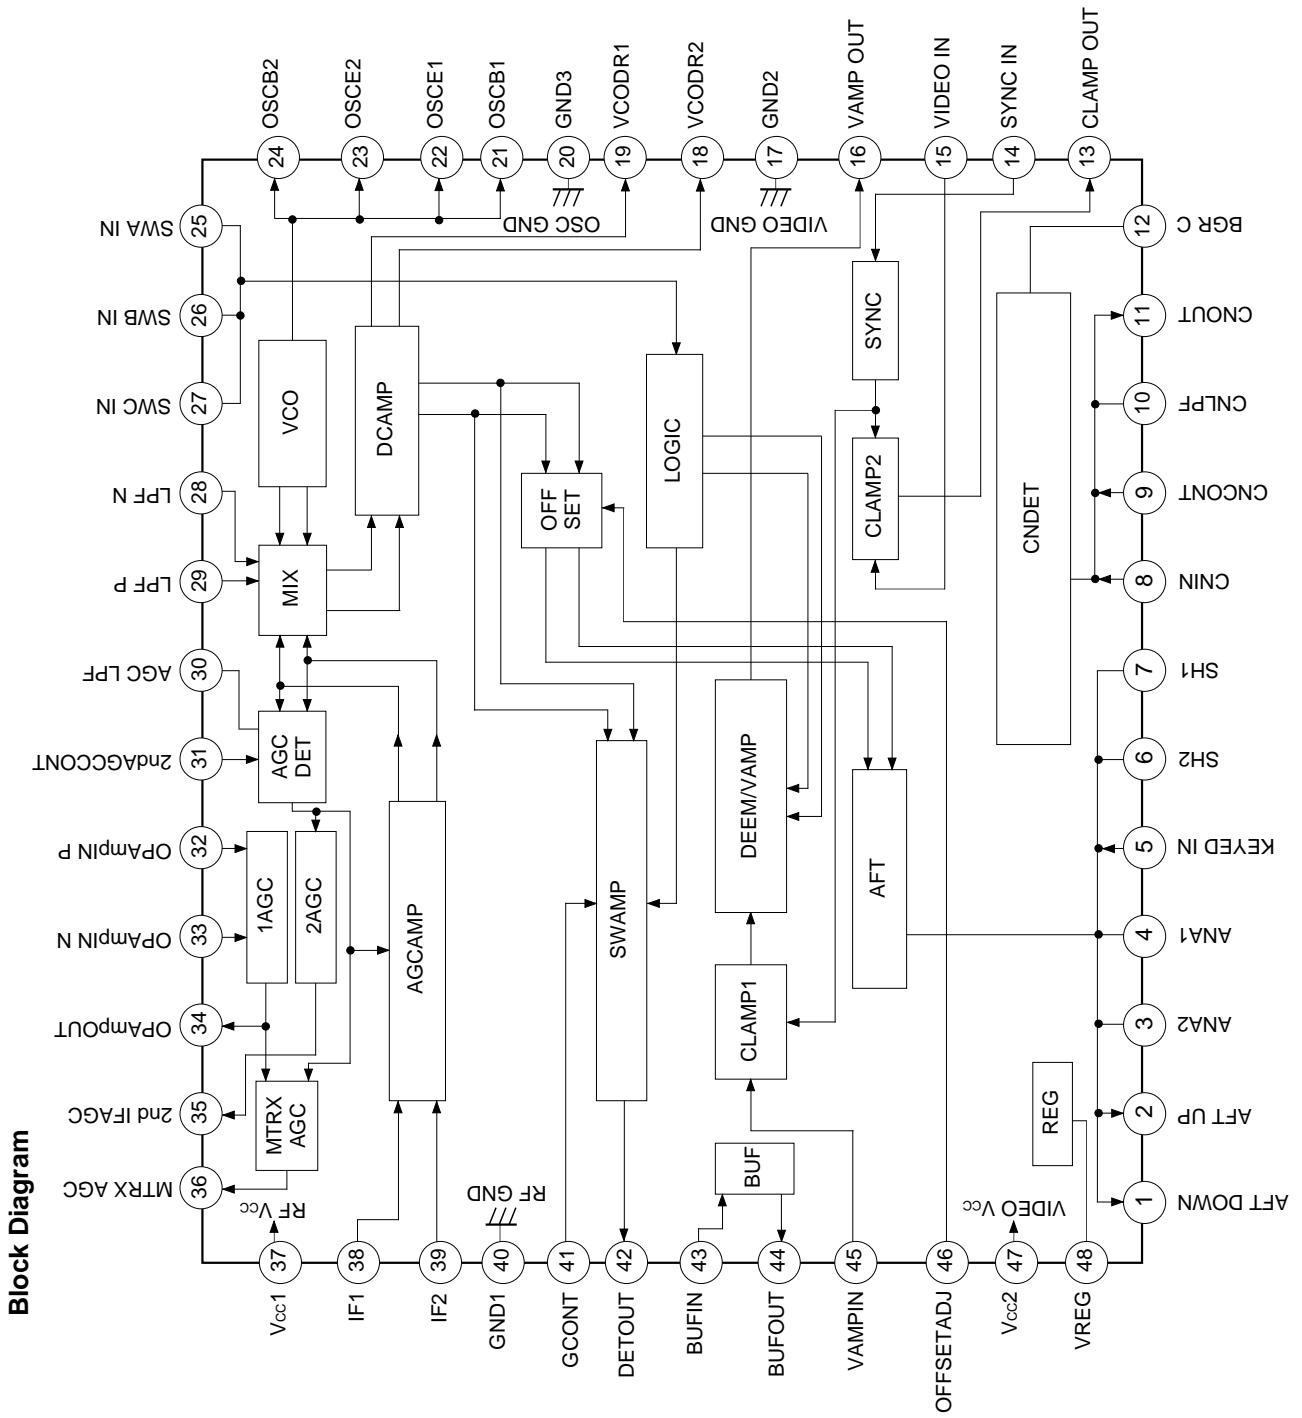 Block Diagram
OSCB2
24
OSCE2
23
OSCE1
22
OSCB1
21
GND3
20
VCODR1
19
VCODR2
18
GND2
17
VAMP OUT
16
VIDEO IN
15
SYNC IN
14
CLAMP OUT
13
OSC GND
VIDEO GND
SWA IN
25
SWB IN
26
SWC IN
27
LPF N
28
LPF P
29
AGC LPF
30
2ndAGCCONT
31
OPAmpIN P
32
OPAmpIN N
33
OPAmpOUT
34
2nd IFAGC
35
MTRX AGC
36
VCO
DCAMP
MIX
OFF
SET
LOGIC
SYNC
CLAMP2
CNDET
AGC
DET
1AGC
2AGC
AGCAMP
MTRX
AGC
SWAMP
DEEM/VAMP
AFT
CLAMP1
BUF
REG
12
BGR C
11
CNOUT
10
CNLPF
9
CNCONT
8
CNIN
7
SH1
6
SH2
5
KEYED IN
4
ANA1
3
ANA2
2
AFT UP
1
AFT DOWN
RF Vcc
RF GND
VIDEO Vcc
37
Vcc1
38
IF1
39
IF2
40
GND1
41
GCONT
42
DETOUT
43
BUFIN
44
BUFOUT
45
VAMPIN
46
OFFSETADJ
47
Vcc2
48
VREG